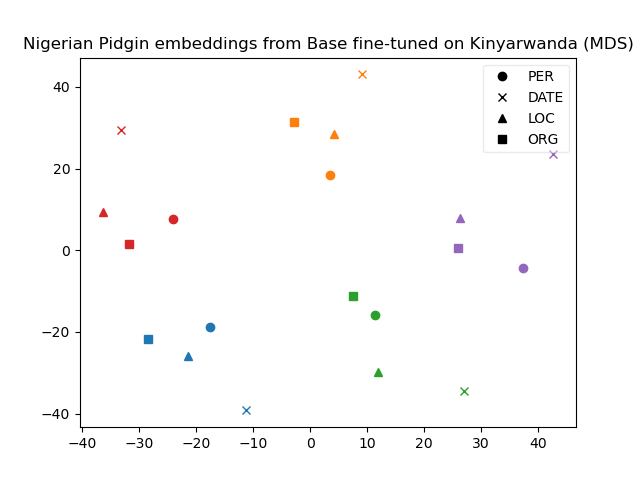 Nigerian Pidgin embeddings from Base fine-tuned on Kinyarwanda (MDS)
PER
DATE
LOC
ORG
40
20
0
−20
−40
−40 −30 −20 −10 0 10 20 30 40